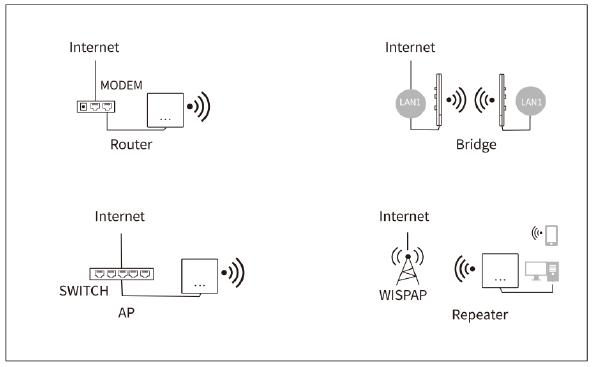 Internet
MODEM
Router
Internet
LAN1
LAN1
Bridge
Internet
SWITCH
AP
Internet
WISPAP
Repeater